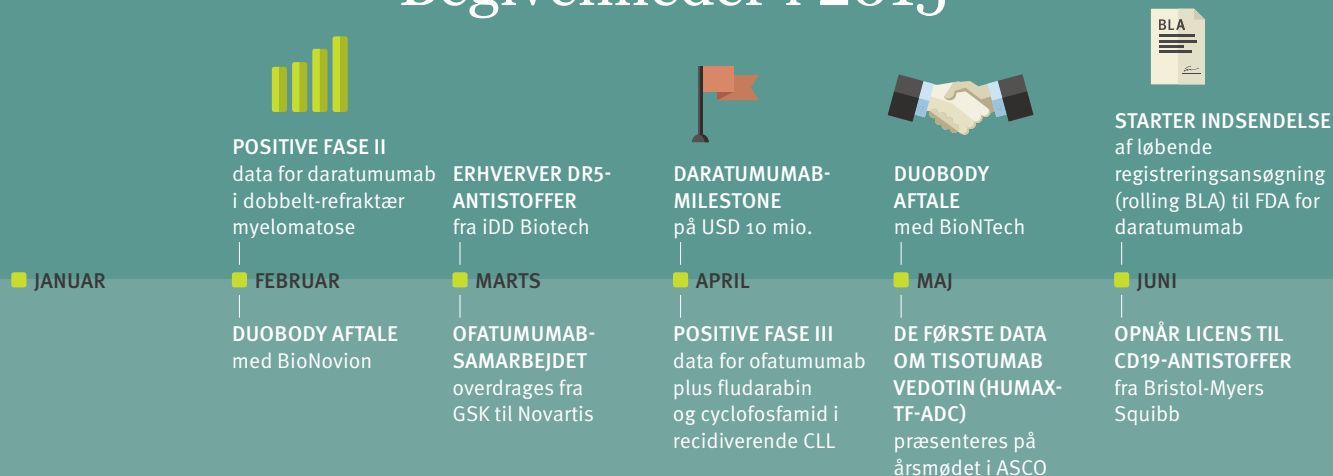 Begivenheder i 2015
BLA
POSITIVE FASE II
data for daratumumab
i dobbelt-refraktær
myelomatose
ERHVERVER DR5-
ANTISTOFFER
fra iDD Biotech
DARATUMUMAB-
MILESTONE
på USD 10 mio.
DUOBODY
AFTALE
med BioNTech
STARTER INDSENDELSE
af løbende
registreringsansøgning
(rolling BLA) til FDA for
daratumumab
JANUAR
FEBRUAR
MARTS
APRIL
MAJ
JUNI
DUOBODY AFTALE
med BioNovion
OFATUMUMAB-
SAMARBEJDET
overdrages fra
GSK til Novartis
POSITIVE FASE III
data for ofatumumab
plus fludarabin
og cyclofosfamid i
recidiverende CLL
DE FØRSTE DATA
OM TISOTUMAB
VEDOTIN (HUMAX-
TF-ADC)
præsenteres på
årsmødet i ASCO
OPNÅR LICENS TIL
CD19-ANTISTOFFER
fra Bristol-Myers
Squibb